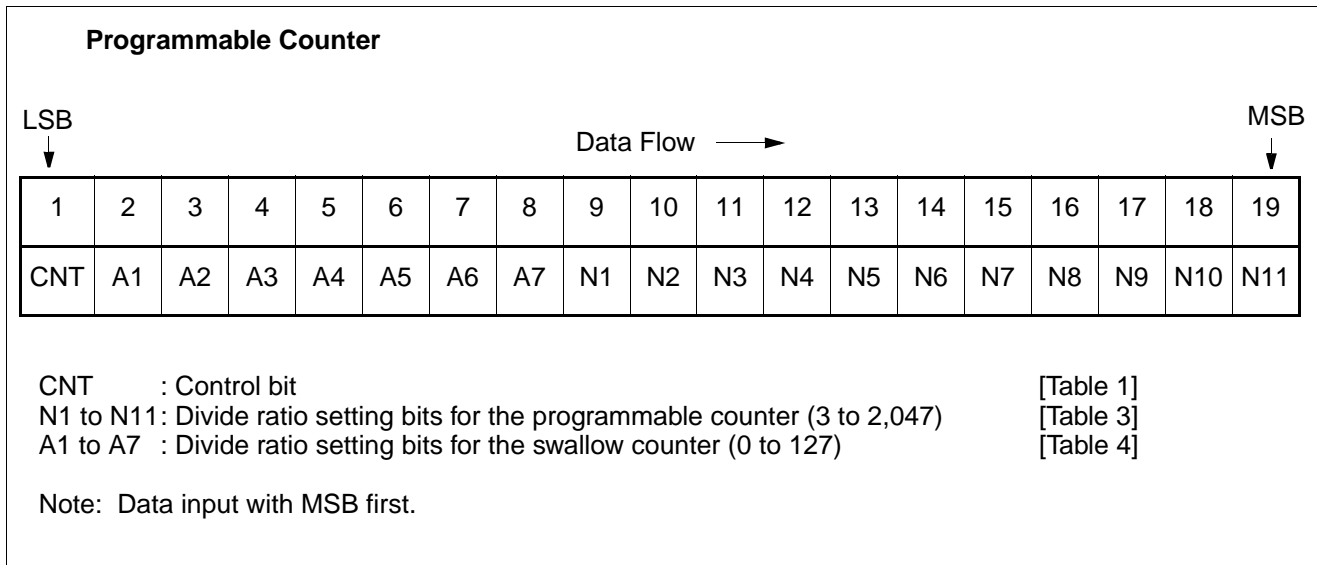 Programmable Counter
LSB
MSB
Data Flow
1 2 3 4 5 6 7 8 9 10 11 12 13 14 15 16 17 18 19
CNT A1 A2 A3 A4 A5 A6 A7 N1 N2 N3 N4 N5 N6 N7 N8 N9 N10 N11
CNT : Control bit [Table 1]
N1 to N11: Divide ratio setting bits for the programmable counter (3 to 2,047) [Table 3]
A1 to A7 : Divide ratio setting bits for the swallow counter (0 to 127) [Table 4]
Note: Data input with MSB first.